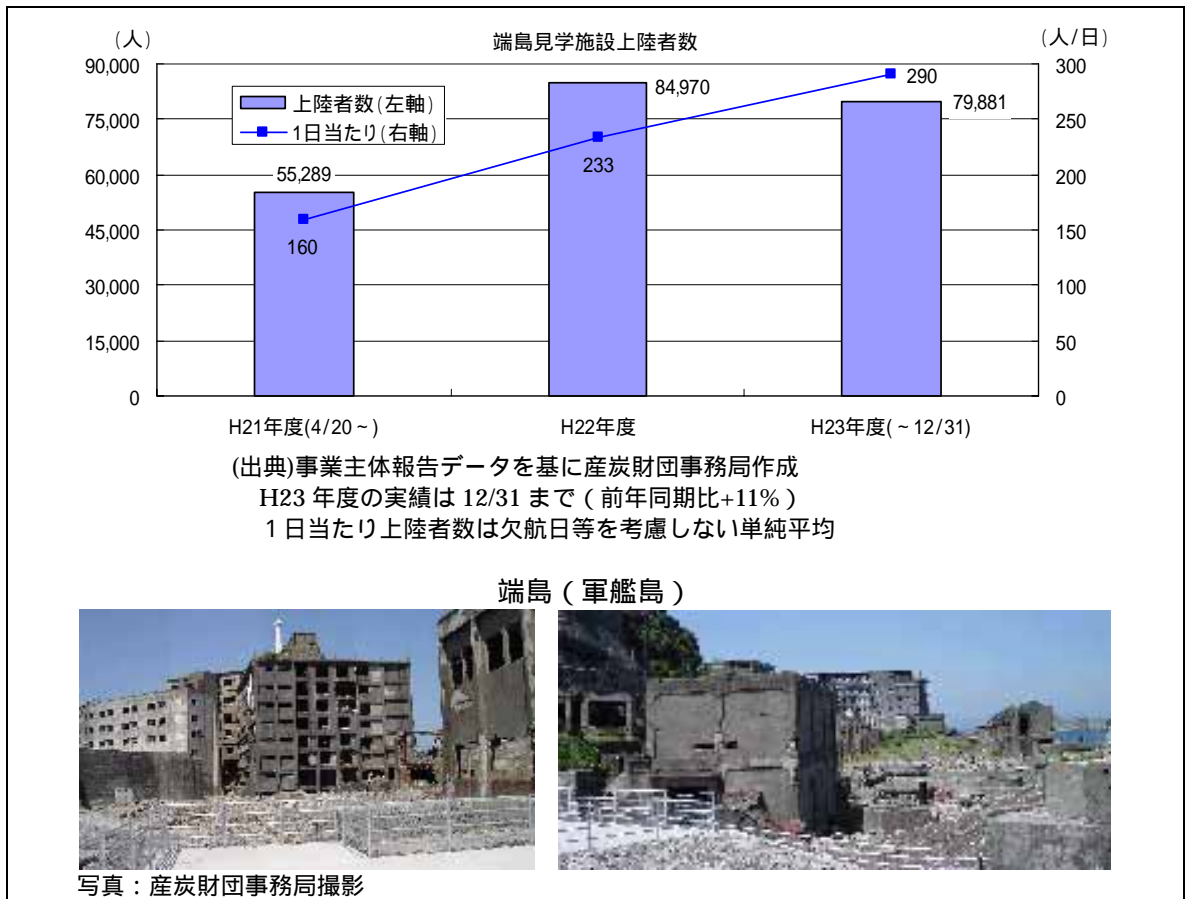 端島見学施設上陸者数
(人)
(人/日)
90,000
75,000
60,000
45,000
30,000
15,000
0
300
250
200
150
100
50
0
上陸者数(左軸)
1日当たり(右軸)
55,289
84,970
79,881
160
233
290
H21年度(4/20~)
H22年度
H23年度(~12/31)
(出典)事業主体報告データを基に産炭財団事務局作成
H23 年度の実績は 12/31 まで(前年同期比+11%)
1日当たり上陸者数は欠航日等を考慮しない単純平均
端島(軍艦島)
写真:産炭財団事務局撮影